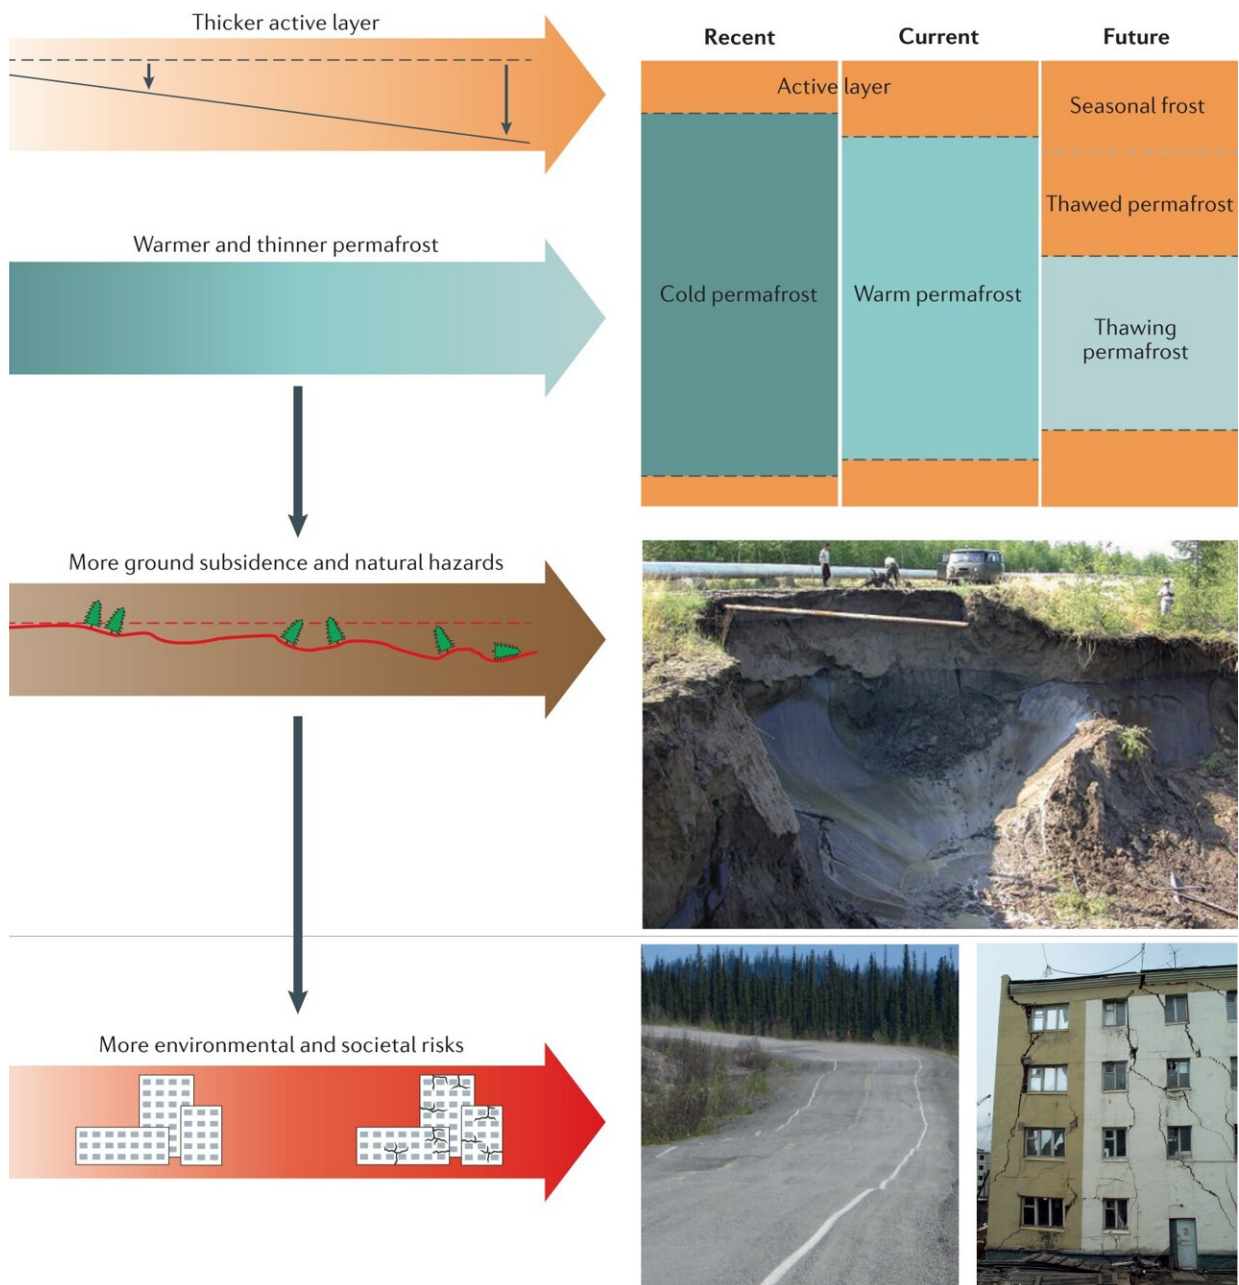 Thicker active layer
Recent
Current
Future
Active layer
Seasonal frost
Thawed permafrost
Warmer and thinner permafrost
Cold permafrost
Warm permafrost
Thawing
permafrost
More ground subsidence and natural hazards
More environmental and societal risks